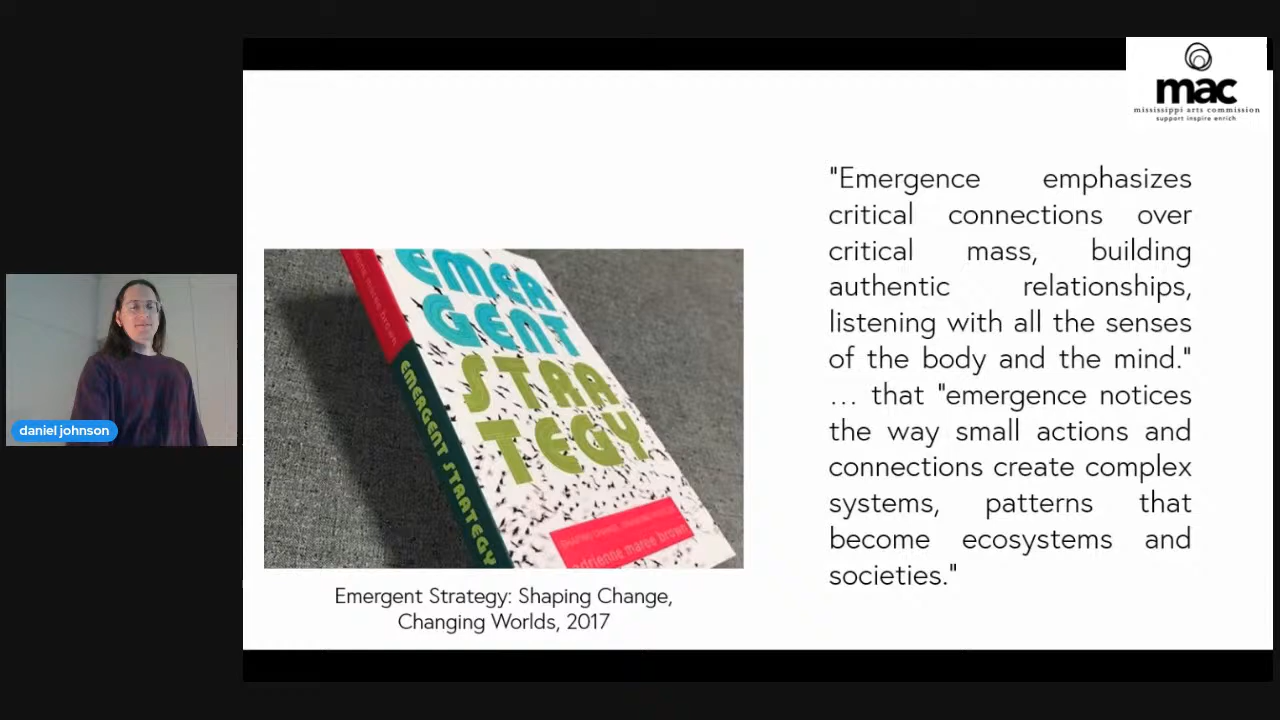 mac
mississippi arts commission
support inspire enrich
"Emergence emphasizes
critical connections over
critical mass, building
authentic relationships,
listening with all the senses
of the body and the mind."
… that "emergence notices
the way small actions and
connections create complex
systems, patterns that
become ecosystems and
societies."
EMER
GENT
STRA
TEGY
EMERGENT STRATEGY
adrienne maree brown
Emergent Strategy: Shaping Change,
Changing Worlds, 2017
daniel johnson